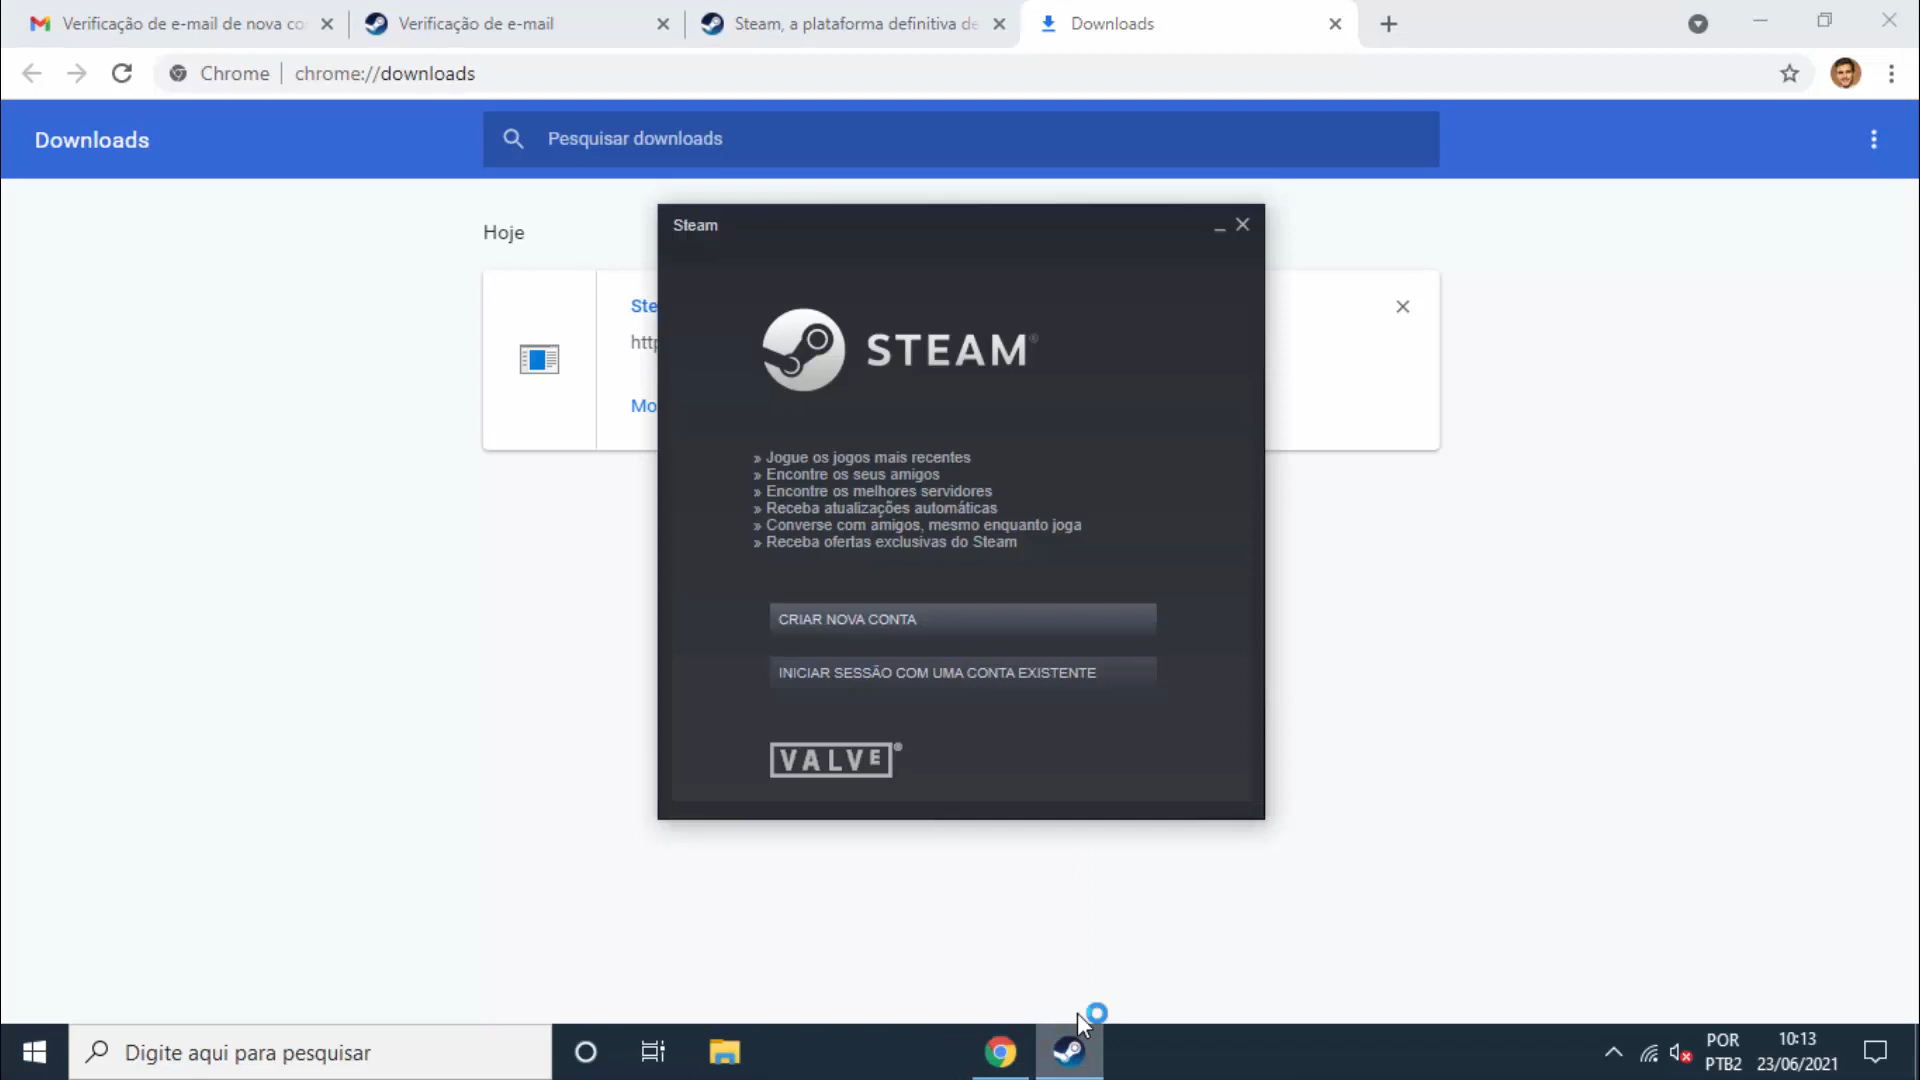 Verificação de e-mail de nova co
Verificação de e-mail
Steam, a plataforma definitiva de
Downloads
Chrome
chrome://downloads
Downloads
Pesquisar downloads
Hoje
Ste
http
Mo
Steam
STEAM®
» Jogue os jogos mais recentes
» Encontre os seus amigos
» Encontre os melhores servidores
» Receba atualizações automáticas
» Converse com amigos, mesmo enquanto joga
» Receba ofertas exclusivas do Steam
CRIAR NOVA CONTA
INICIAR SESSÃO COM UMA CONTA EXISTENTE
VALVE®
Digite aqui para pesquisar
POR
PTB2
10:13
23/06/2021